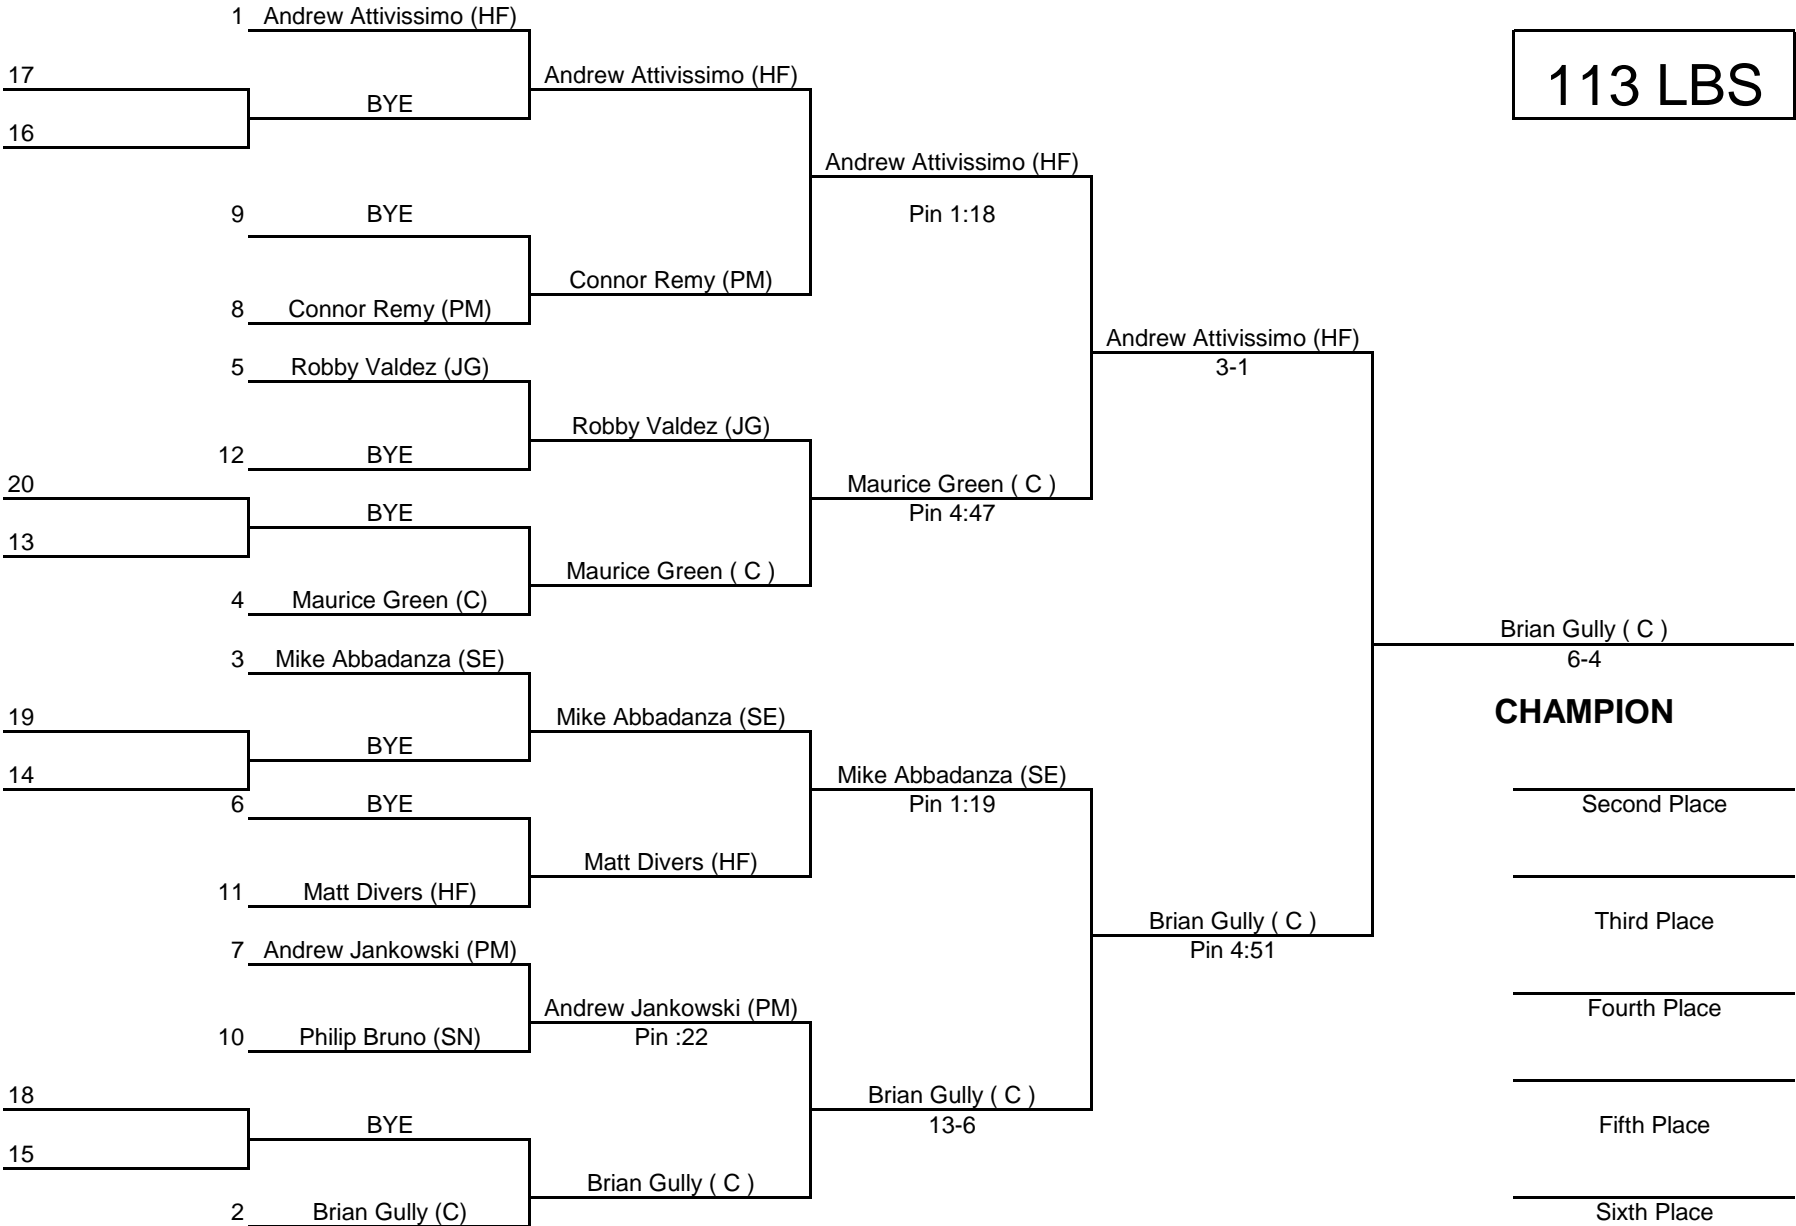 1 Andrew Attivissimo (HF)
17
Andrew Attivissimo (HF)
113 LBS
BYE
16
Andrew Attivissimo (HF)
9 BYE
Pin 1:18
Connor Remy (PM)
8 Connor Remy (PM)
Andrew Attivissimo (HF)
3-1
5 Robby Valdez (JG)
Robby Valdez (JG)
12 BYE
20
Maurice Green ( C )
Pin 4:47
BYE
13
Maurice Green ( C )
4 Maurice Green (C)
Brian Gully ( C )
6-4
CHAMPION
3 Mike Abbadanza (SE)
19
Mike Abbadanza (SE)
BYE
14
Mike Abbadanza (SE)
Pin 1:19
6 BYE
Second Place
Matt Divers (HF)
11 Matt Divers (HF)
Brian Gully ( C )
Pin 4:51
Third Place
7 Andrew Jankowski (PM)
Andrew Jankowski (PM)
Pin :22
Fourth Place
10 Philip Bruno (SN)
18
Brian Gully ( C )
13-6
BYE
Fifth Place
15
Brian Gully ( C )
2 Brian Gully (C)
Sixth Place